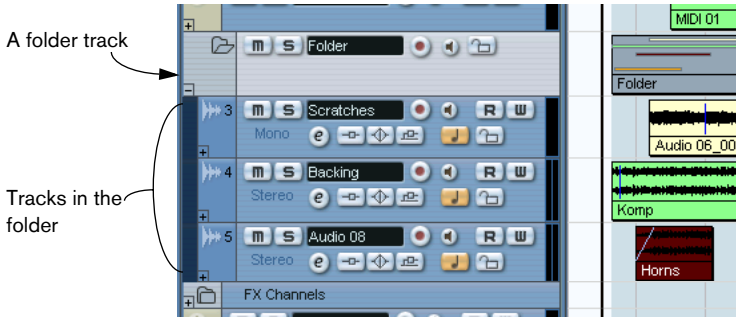 MIDI 01
A folder track
m S Folder
Folder
3 m S Scratches R W
Mono e
Audio 06_00
4 m S Backing R W
Stereo e
Komp
Tracks in the
folder
5 m S Audio 08 R W
Stereo e
Horns
FX Channels